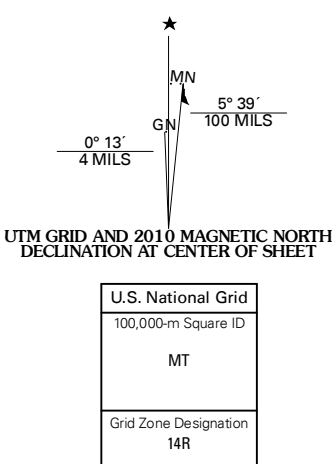 ★
MN
5° 39´
100 MILS
GN
0° 13´
4 MILS
UTM GRID AND 2010 MAGNETIC NORTH
DECLINATION AT CENTER OF SHEET
U.S. National Grid
100,000-m Square ID
MT
Grid Zone Designation
14R